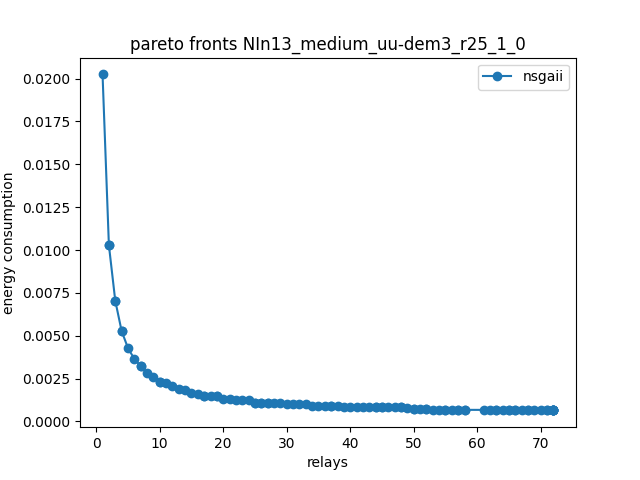 pareto fronts NIn13_medium_uu-dem3_r25_1_0
nsgaii
energy consumption
0.0200
0.0175
0.0150
0.0125
0.0100
0.0075
0.0050
0.0025
0.0000
0 10 20 30 40 50 60 70
relays